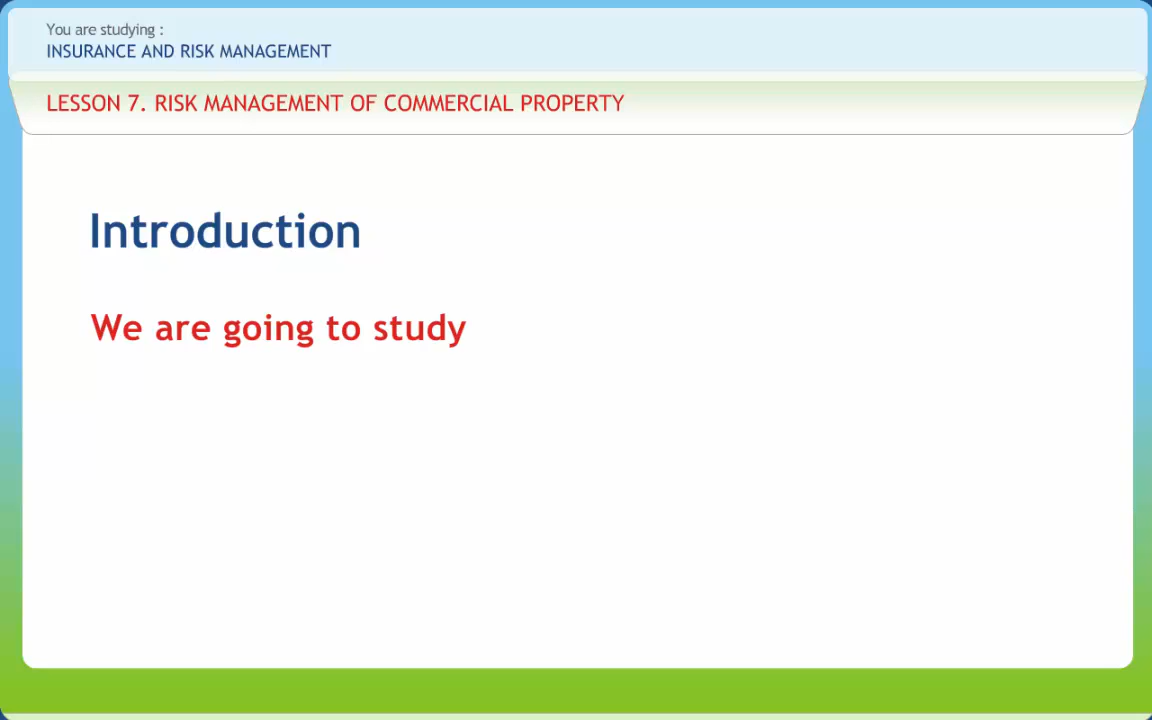 You are studying :
INSURANCE AND RISK MANAGEMENT
LESSON 7. RISK MANAGEMENT OF COMMERCIAL PROPERTY
Introduction
We are going to study